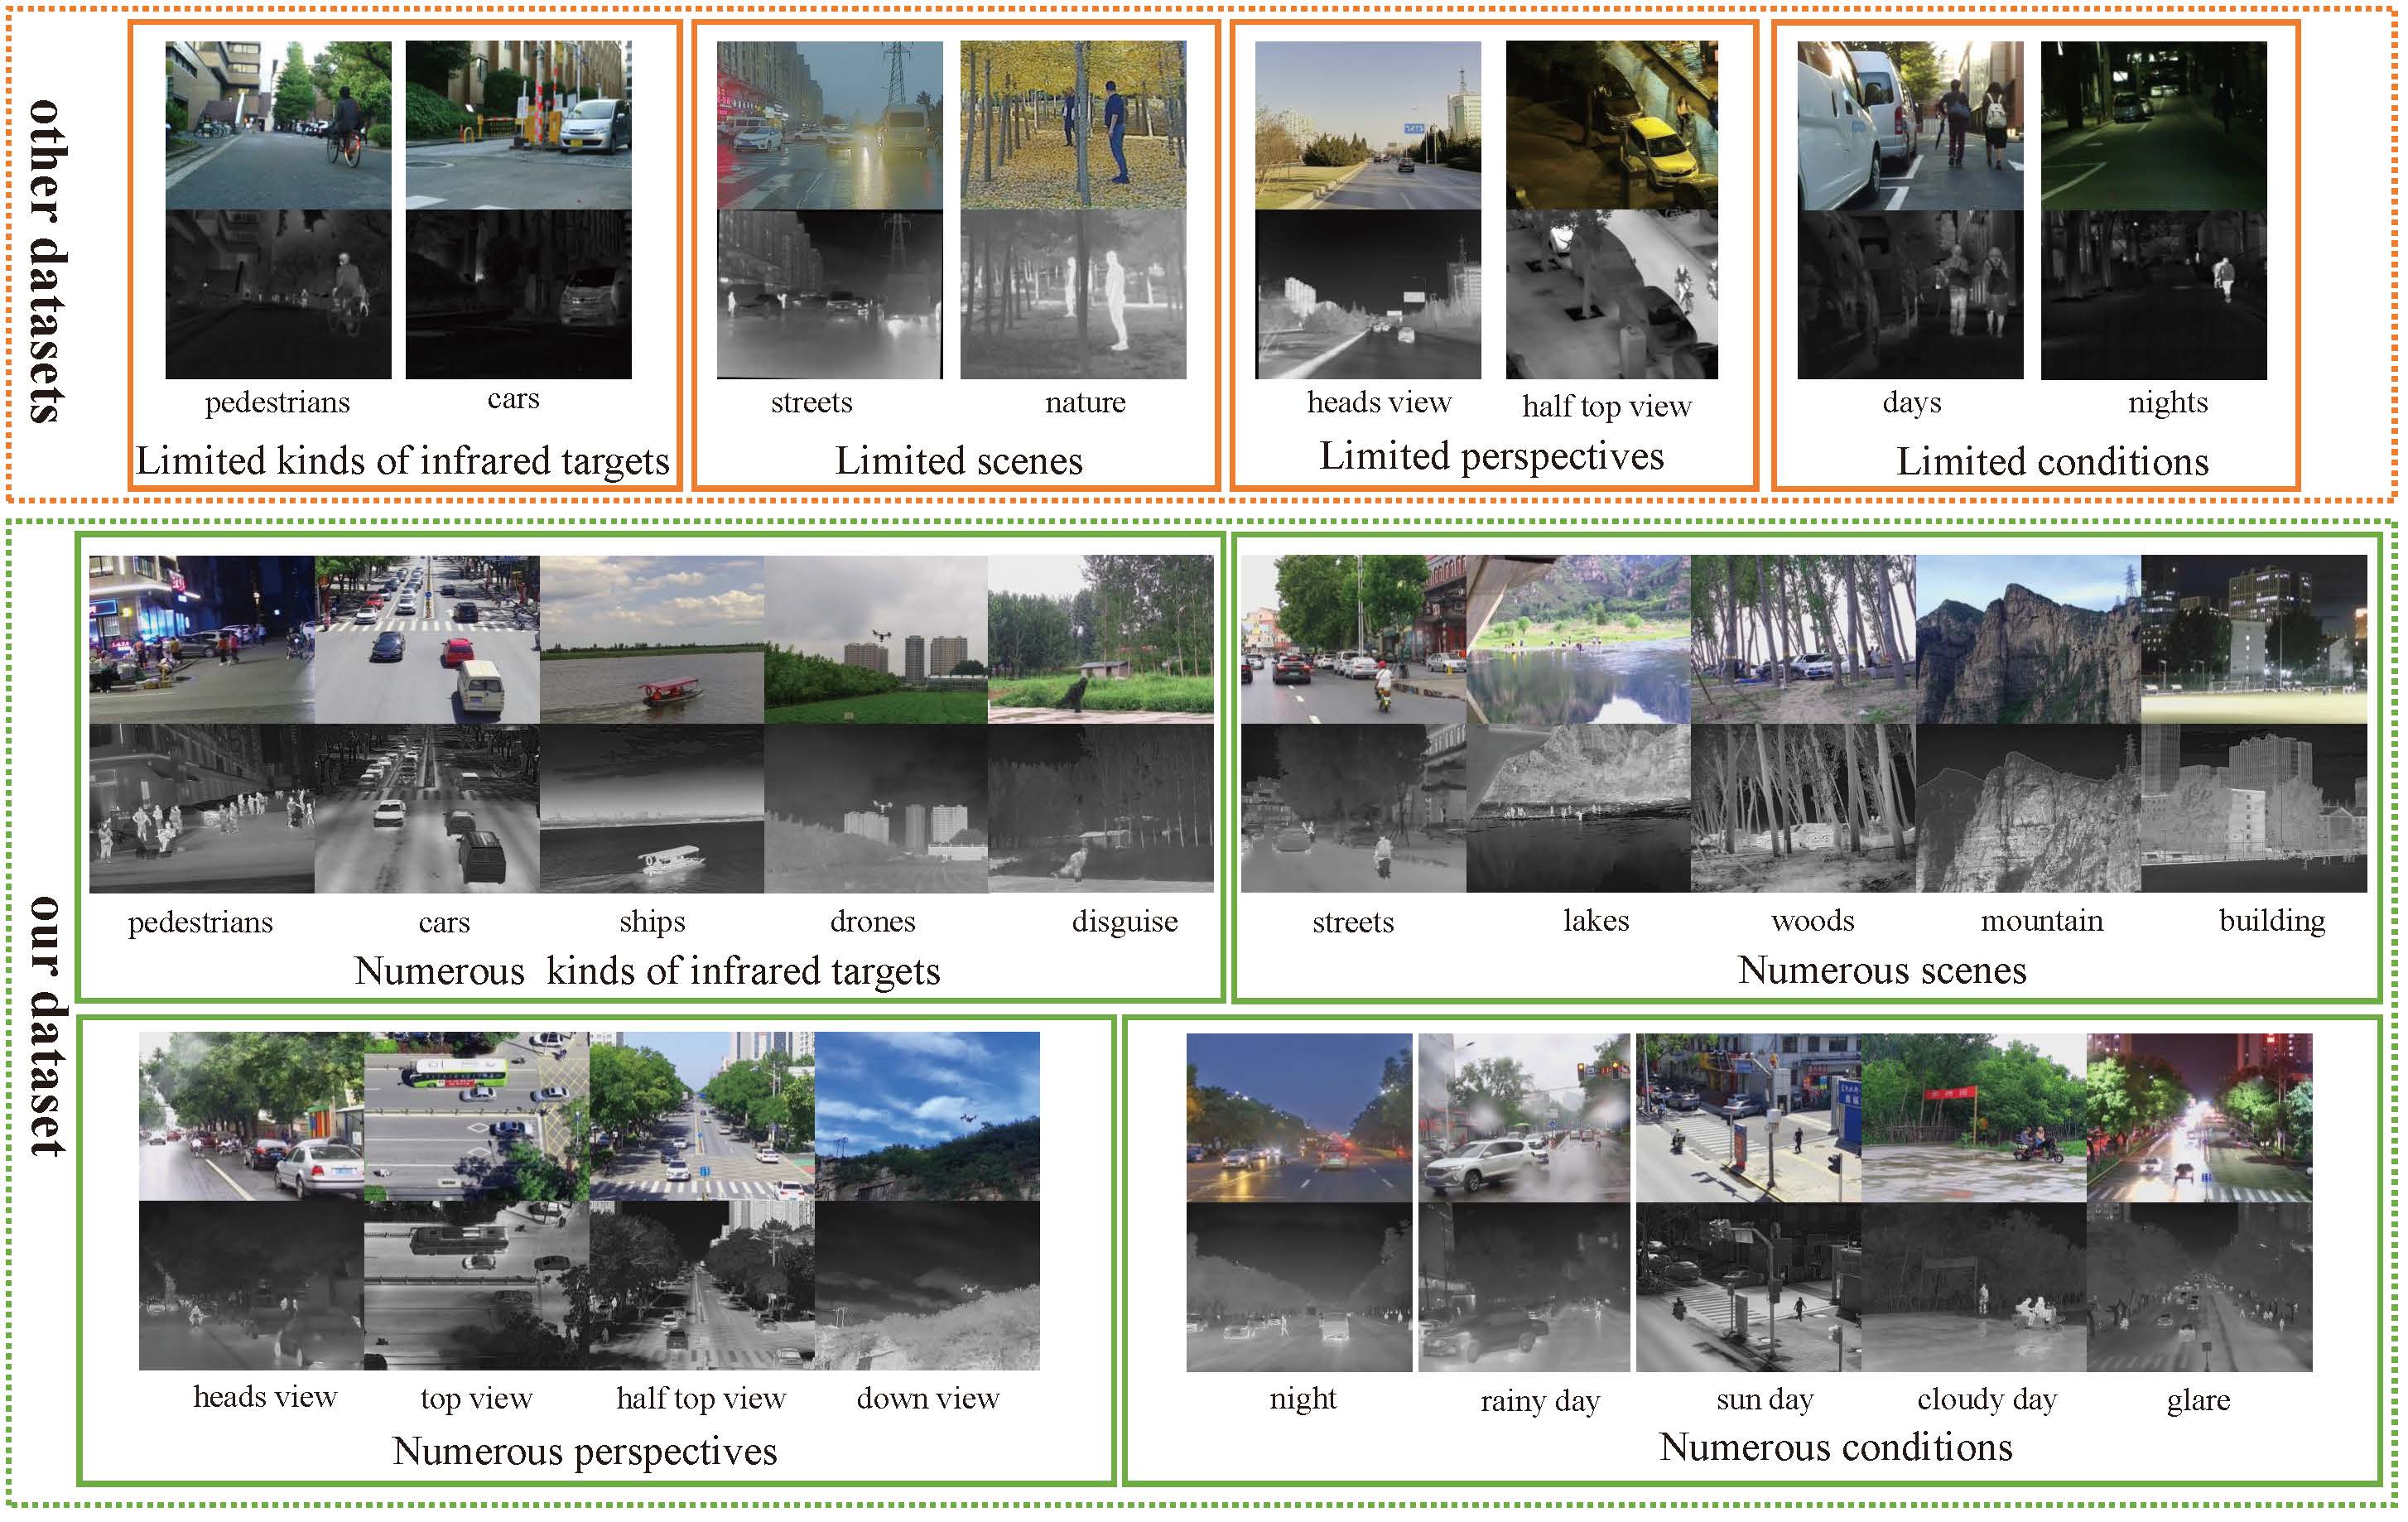 other datasets
pedestrians
cars
Limited kinds of infrared targets
streets
nature
Limited scenes
heads view
half top view
Limited perspectives
days
nights
Limited conditions
our dataset
pedestrians
cars
ships
drones
disguise
Numerous kinds of infrared targets
streets
lakes
woods
mountain
building
Numerous scenes
heads view
top view
half top view
down view
Numerous perspectives
night
rainy day
sun day
cloudy day
glare
Numerous conditions